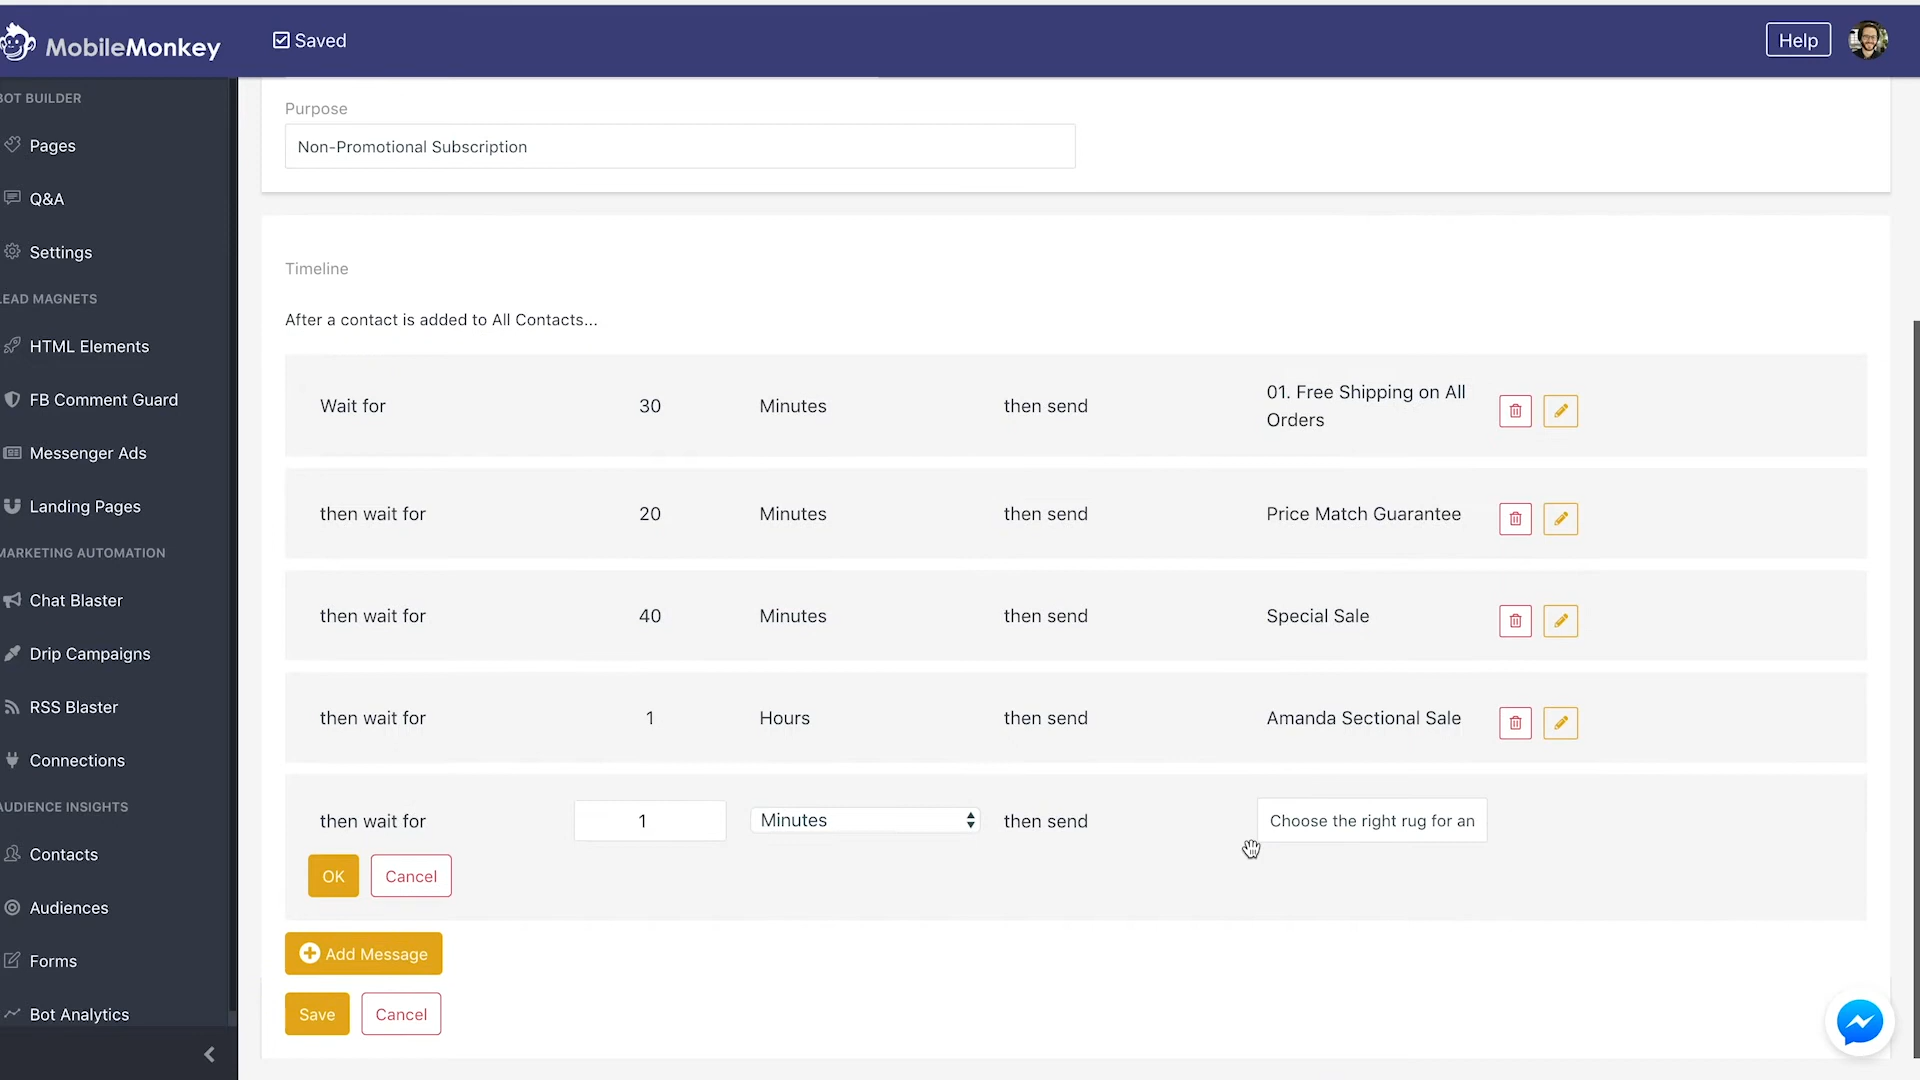 MobileMonkey
Saved
Help
BOT BUILDER
Pages
Q&A
Settings
LEAD MAGNETS
HTML Elements
FB Comment Guard
Messenger Ads
Landing Pages
MARKETING AUTOMATION
Chat Blaster
Drip Campaigns
RSS Blaster
Connections
AUDIENCE INSIGHTS
Contacts
Audiences
Forms
Bot Analytics
Purpose
Non-Promotional Subscription
Timeline
After a contact is added to All Contacts...
Wait for 30 Minutes then send 01. Free Shipping on All
Orders
then wait for 20 Minutes then send Price Match Guarantee
then wait for 40 Minutes then send Special Sale
then wait for 1 Hours then send Amanda Sectional Sale
then wait for 1 Minutes then send Choose the right rug for an
OK Cancel
Add Message
Save Cancel